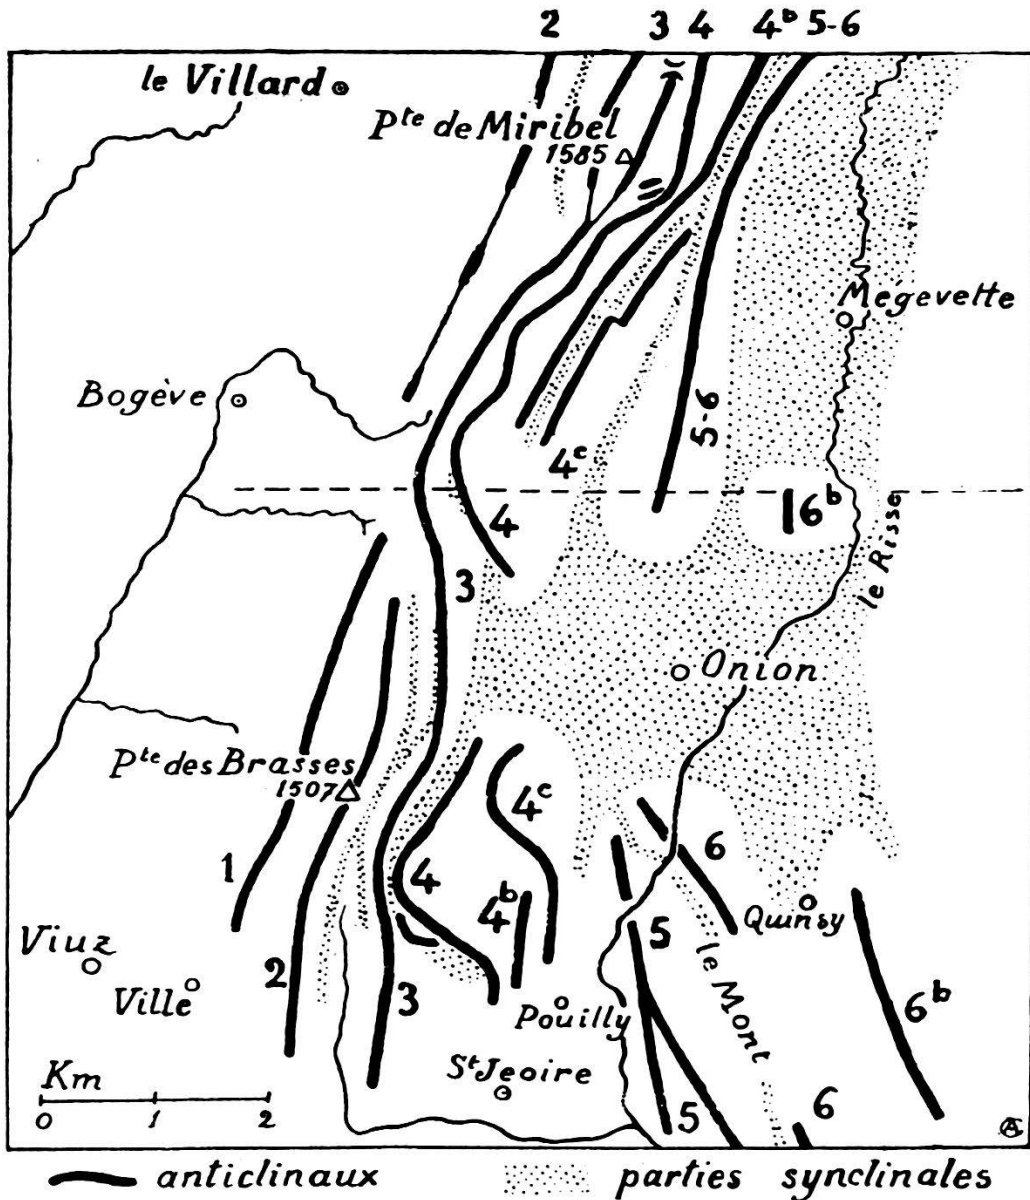 2 3 4 4ᵇ 5-6
le Villard
Pᵗᵉ de Miribel
1585
Megevette
Bogève
5-6
4ᶜ
6ᵇ
4
le Risse
3
Onion
Pᵗᵉ des Brasses
1507
4ᶜ
6
1
4
4ᵇ
Quinsy
5
Viuz
le Mont
2
Ville
3
6ᵇ
Pouilly
Km
Sᵗ Jeoire
0 1 2
5
6
anticlinaux
parties synclinales